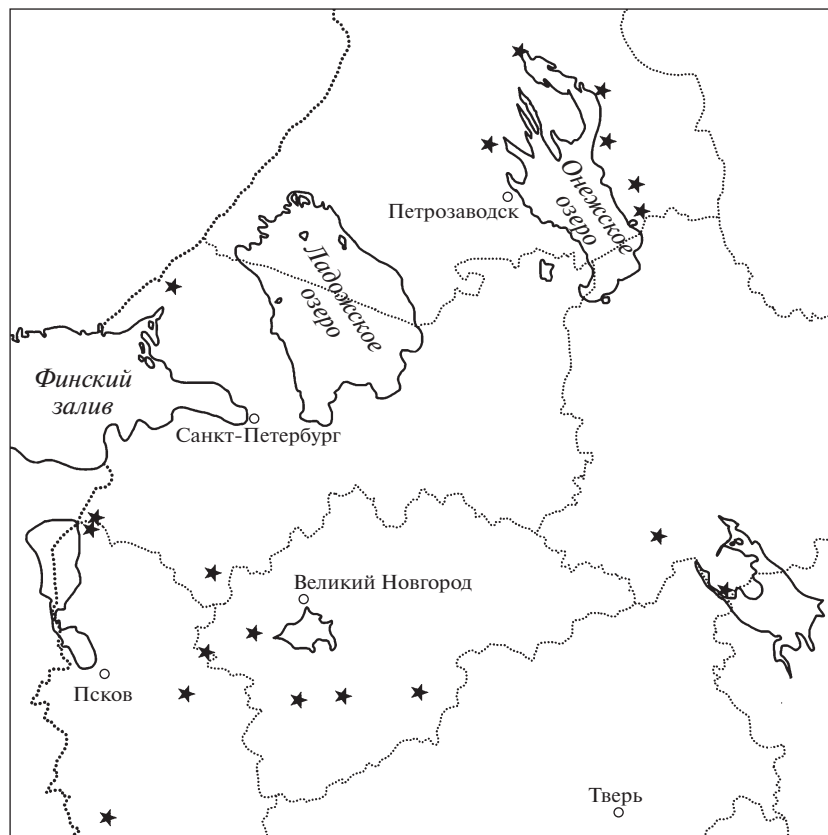 Петрозаводск
Онежское
озеро
Ладожское
озеро
Финский
залив
Санкт-Петербург
Великий Новгород
Псков
Тверь